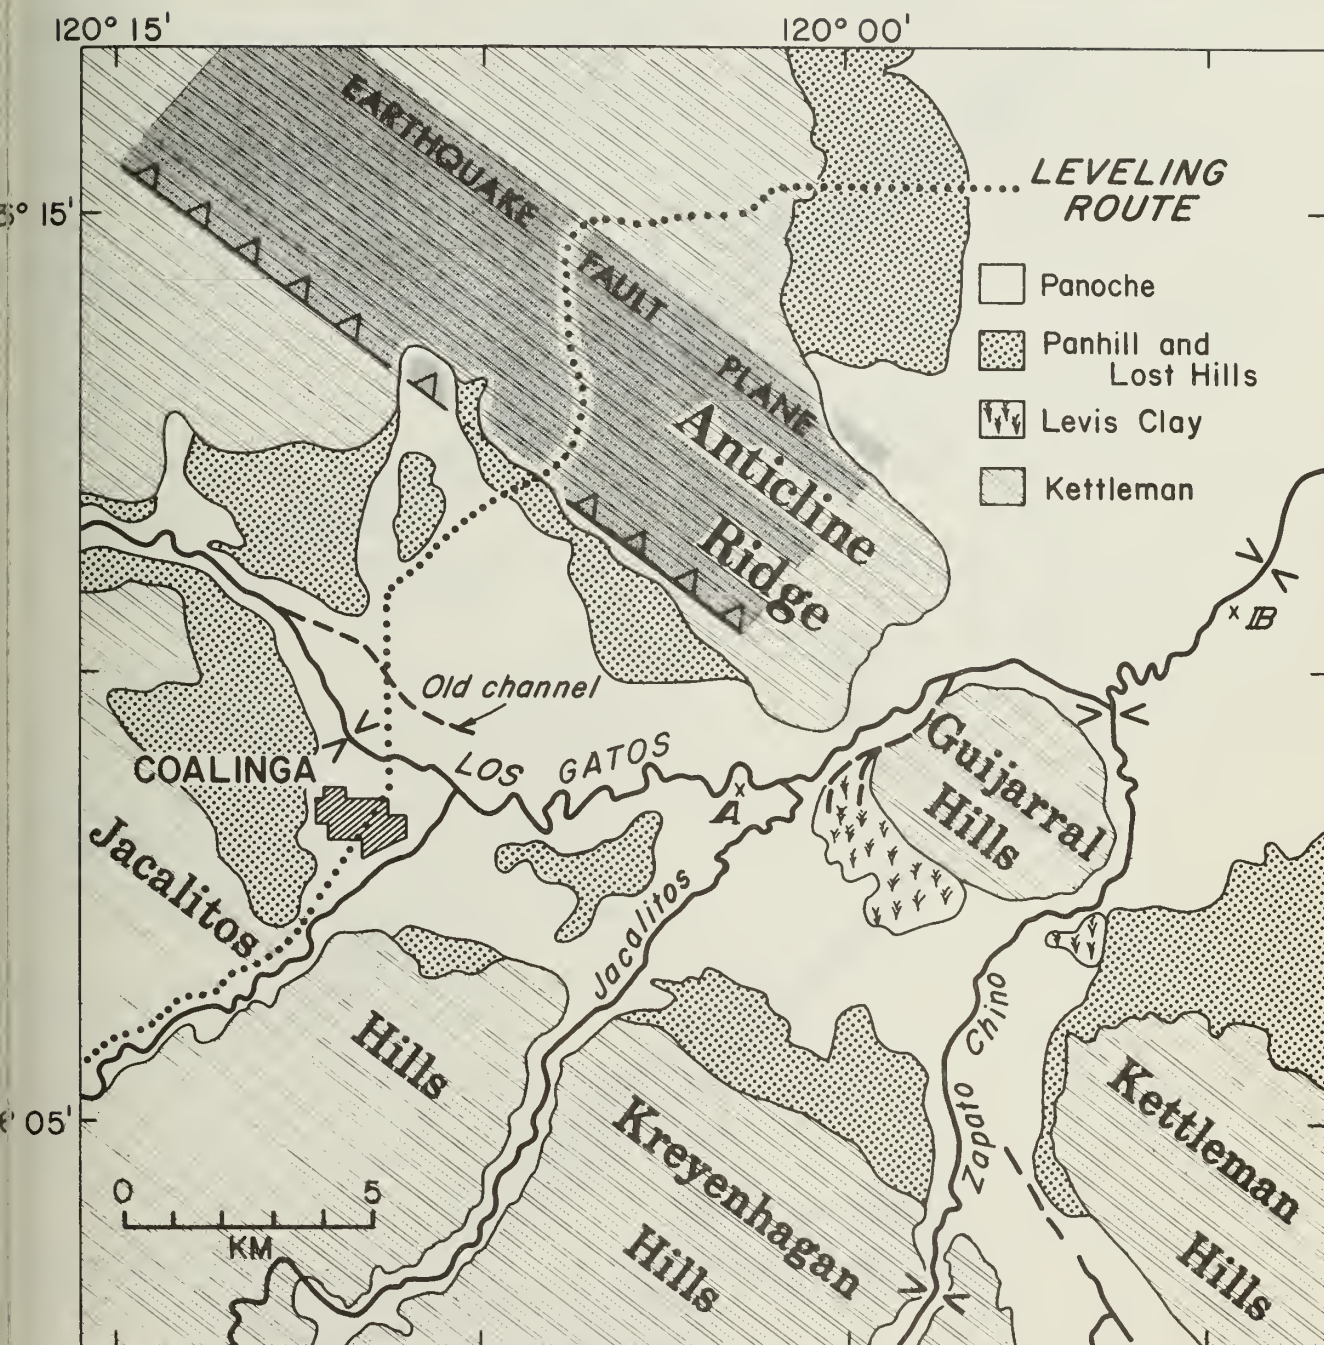 120° 15'
120° 00'
EARTHQUAKE FAULT PLANE
LEVELING
ROUTE
5° 15'
Panoche
Panhill and
Lost Hills
Levis Clay
Kettleman
Anticline
Ridge
x B
Old channel
COALINGA
LOS GATOS
x
A
Guijarral
Hills
Jacalitos
Jacalitos
Hills
Zapato Chino
Kettleman
Hills
Kreyenhagan
Hills
05'
0 5
KM